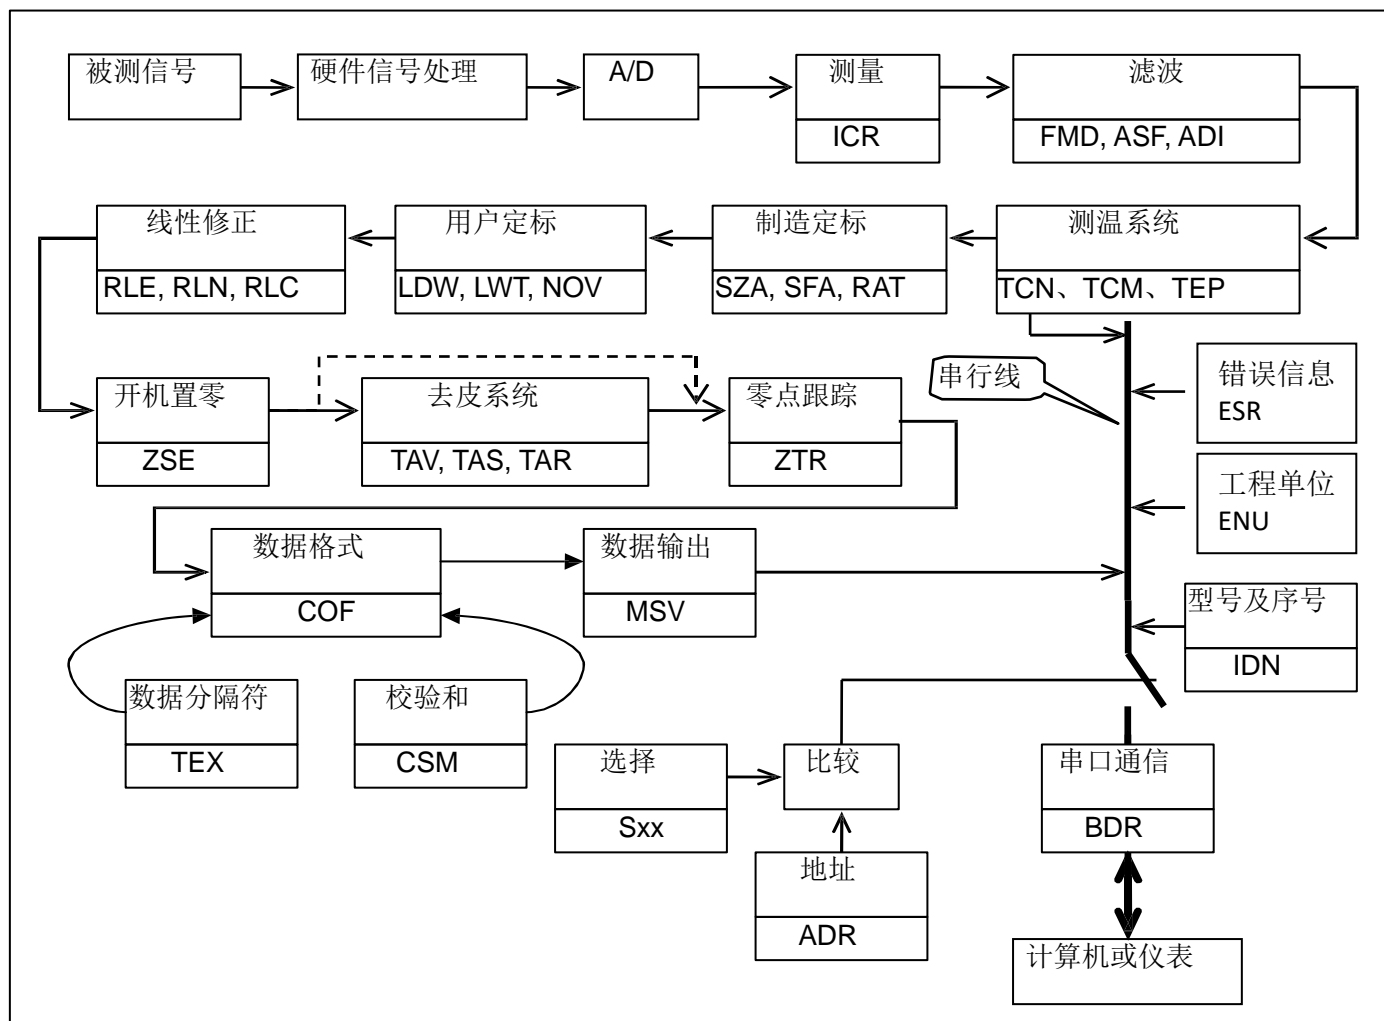 被测信号
硬件信号处理
A/D
测量
ICR
滤波
FMD, ASF, ADI
线性修正
RLE, RLN, RLC
用户定标
LDW, LWT, NOV
制造定标
SZA, SFA, RAT
测温系统
TCN、TCM、TEP
开机置零
ZSE
去皮系统
TAV, TAS, TAR
零点跟踪
ZTR
串行线
错误信息
ESR
工程单位
ENU
数据格式
COF
数据输出
MSV
型号及序号
IDN
数据分隔符
TEX
校验和
CSM
选择
Sxx
比较
串口通信
BDR
地址
ADR
计算机或仪表